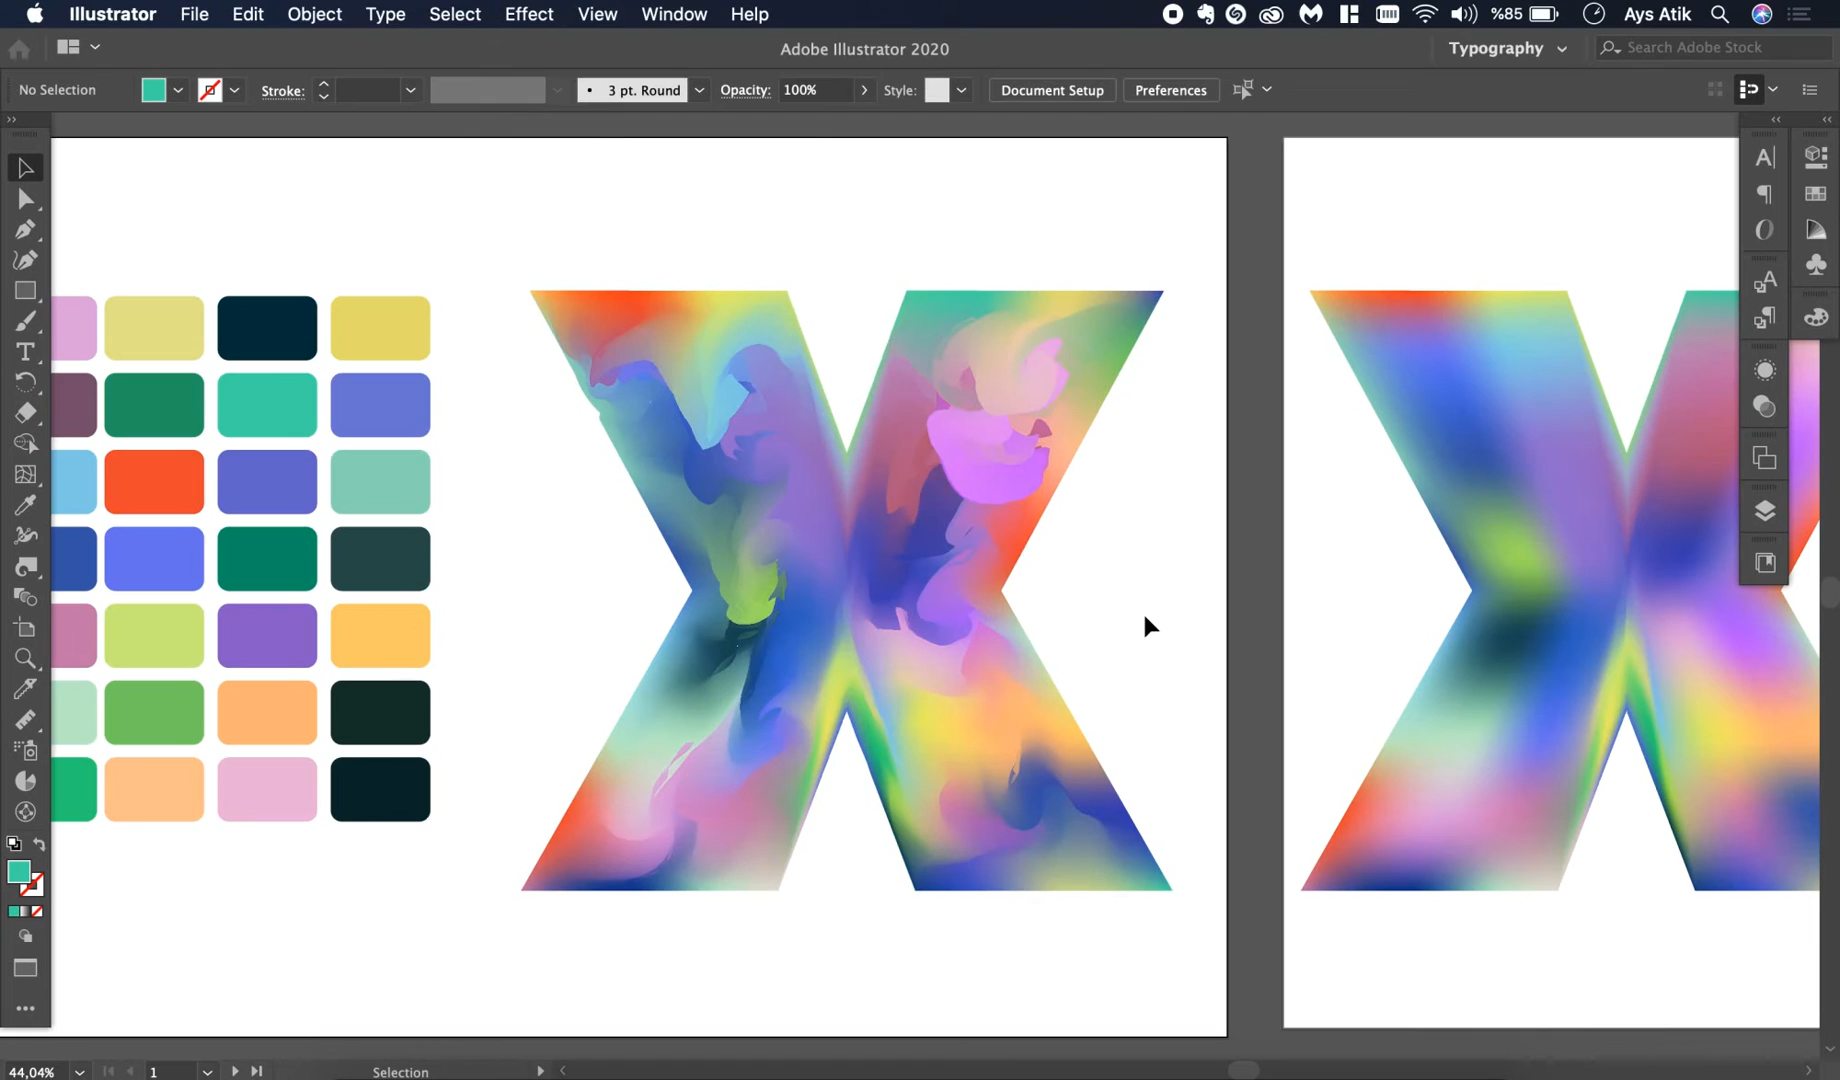 Illustrator File Edit Object Type Select Effect View Window Help %85 Ays Atik
Adobe Illustrator 2020 Typography Search Adobe Stock
No Selection Stroke: 3 pt. Round Opacity: 100% Style: Document Setup Preferences
X X
44,04% 1 Selection